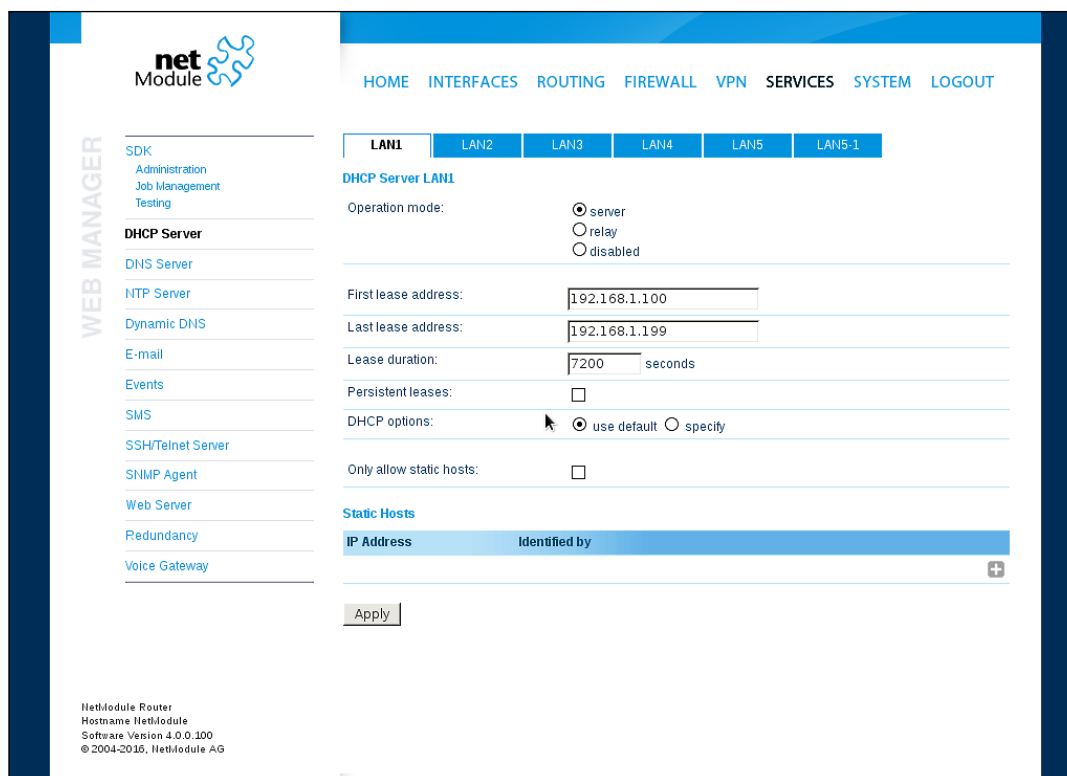 net
Module
HOME INTERFACES ROUTING FIREWALL VPN SERVICES SYSTEM LOGOUT
WEB MANAGER
SDK
Administration
Job Management
Testing
DHCP Server
DNS Server
NTP Server
Dynamic DNS
E-mail
Events
SMS
SSH/Telnet Server
SNMP Agent
Web Server
Redundancy
Voice Gateway
LAN1 LAN2 LAN3 LAN4 LAN5 LAN5-1
DHCP Server LAN1
Operation mode: server
relay
disabled
First lease address: 192.168.1.100
Last lease address: 192.168.1.199
Lease duration: 7200 seconds
Persistent leases:
DHCP options: use default specify
Only allow static hosts:
Static Hosts
IP Address Identified by
Apply
NetModule Router
Hostname NetModule
Software Version 4.0.0.100
© 2004-2016, NetModule AG